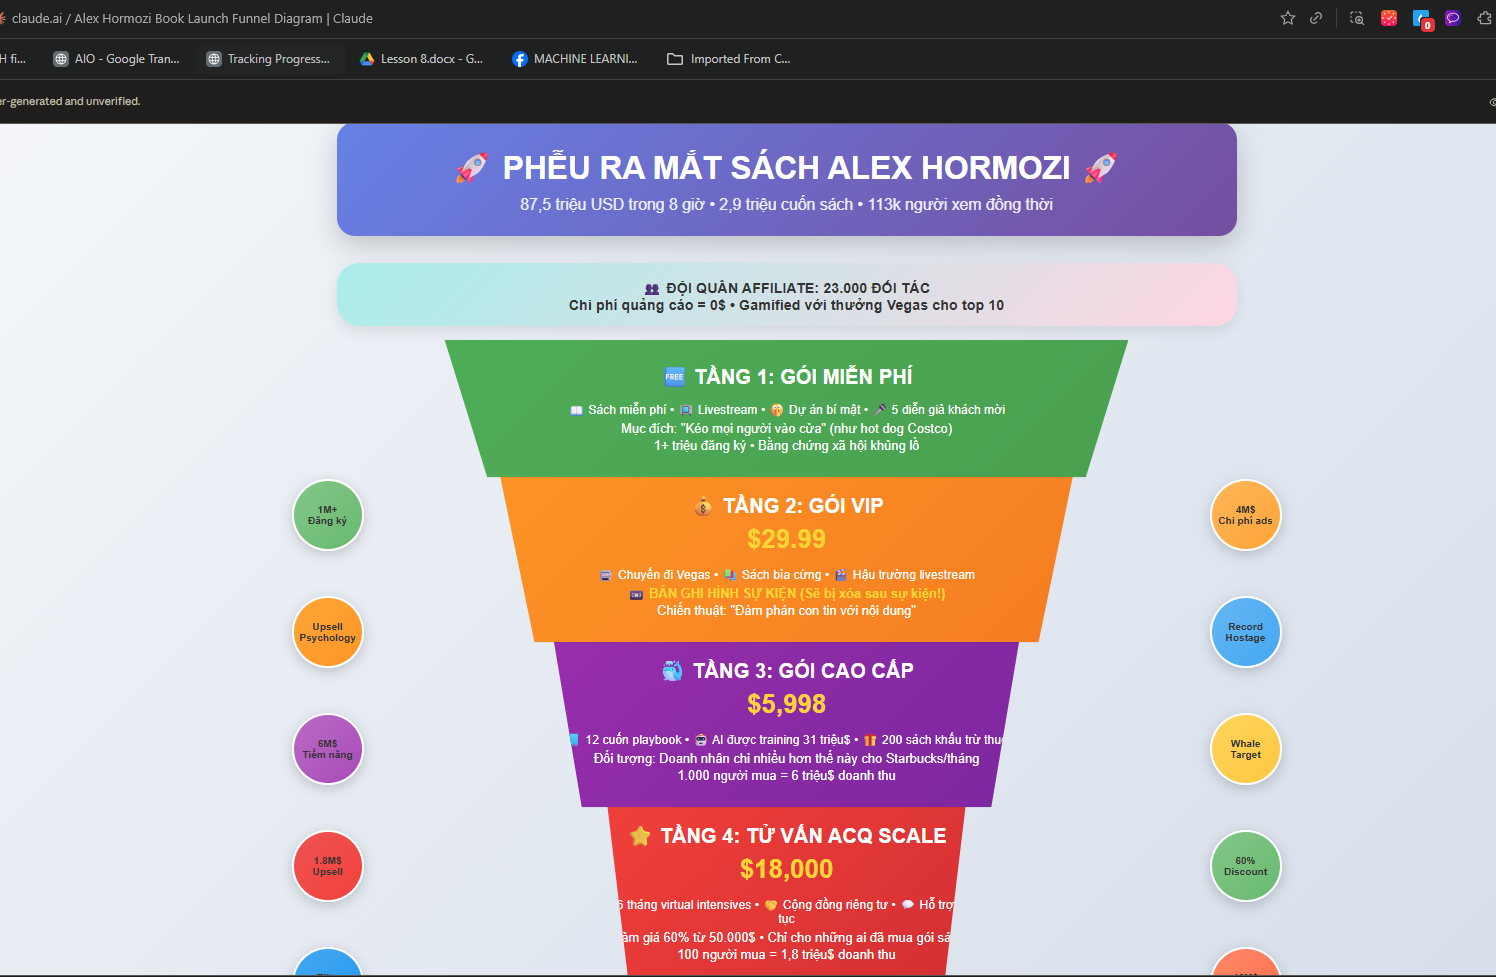 claude.ai / Alex Hormozi Book Launch Funnel Diagram | Claude
0
H fi...
AIO - Google Tran...
Tracking Progress...
Lesson 8.docx - G...
MACHINE LEARNI...
Imported From C...
er-generated and unverified.
🚀 PHỄU RA MẮT SÁCH ALEX HORMOZI 🚀
87,5 triệu USD trong 8 giờ • 2,9 triệu cuốn sách • 113k người xem đồng thời
👥 ĐỘI QUÂN AFFILIATE: 23.000 ĐỐI TÁC
Chi phí quảng cáo = 0$ • Gamified với thưởng Vegas cho top 10
🆓 TẦNG 1: GÓI MIỄN PHÍ
📖 Sách miễn phí • 📺 Livestream • 🤫 Dự án bí mật • 🎤 5 diễn giả khách mời
Mục đích: "Kéo mọi người vào cửa" (như hot dog Costco)
1+ triệu đăng ký • Bằng chứng xã hội khủng lồ
1M+
Đăng ký
4M$
Chi phí ads
💰 TẦNG 2: GÓI VIP
$29.99
🎰 Chuyến đi Vegas • 📚 Sách bìa cứng • 🎬 Hậu trường livestream
📼 BẢN GHI HÌNH SỰ KIỆN (Sẽ bị xóa sau sự kiện!)
Chiến thuật: "Đàm phán con tin với nội dung"
Upsell
Psychology
Record
Hostage
🐳 TẦNG 3: GÓI CAO CẤP
$5,998
12 cuốn playbook • 🤖 AI được training 31 triệu$ • 🎁 200 sách khấu trừ thu
Đối tượng: Doanh nhân chi nhiều hơn thế này cho Starbucks/tháng
1.000 người mua = 6 triệu$ doanh thu
6M$
Tiềm năng
Whale
Target
⭐ TẦNG 4: TỬ VẤN ACQ SCALE
$18,000
6 tháng virtual intensives • 🤝 Cộng đồng riêng tư • 💬 Hỗ trợ
tục
ảm giá 60% từ 50.000$ • Chỉ cho những ai đã mua gói sá
100 người mua = 1,8 triệu$ doanh thu
1.8M$
Upsell
60%
Discount